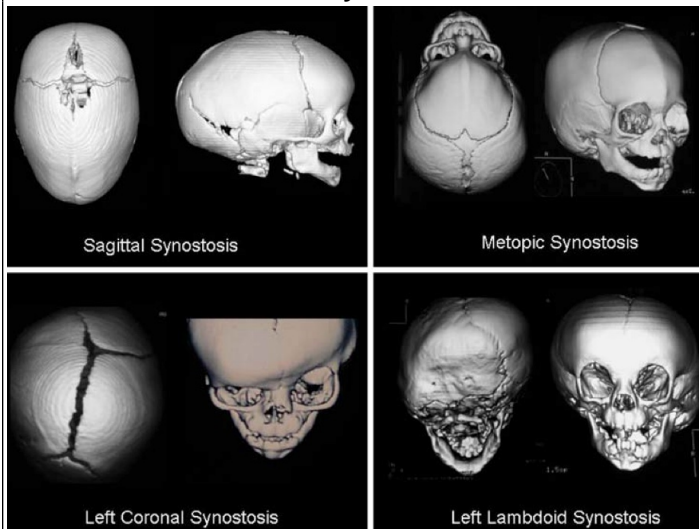 Sagittal Synostosis
Metopic Synostosis
Left Coronal Synostosis
Left Lambdoid Synostosis